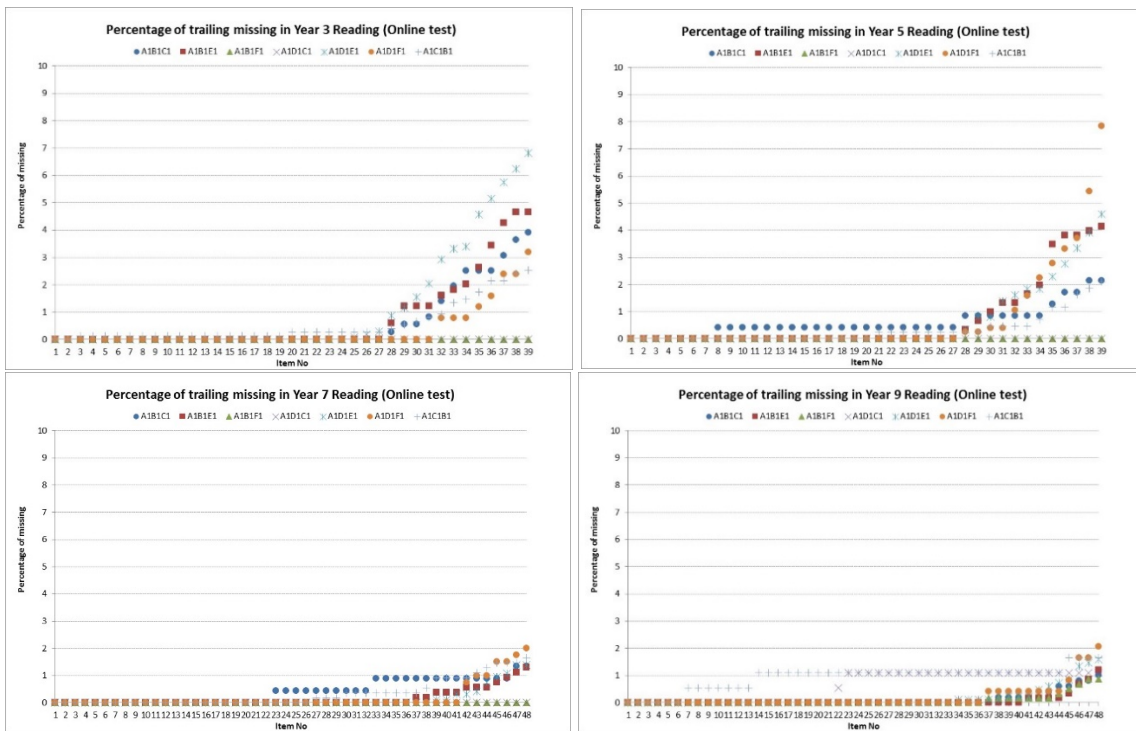 Percentage of trailing missing in Year 3 Reading (Online test)
A1B1C1 A1B1E1 A1B1F1 A1D1C1 A1D1E1 A1D1F1 A1C1B1
Percentage of missing
10
9
8
7
6
5
4
3
2
1
0
1 2 3 4 5 6 7 8 9 10 11 12 13 14 15 16 17 18 19 20 21 22 23 24 25 26 27 28 29 30 31 32 33 34 35 36 37 38 39
Item No
Percentage of trailing missing in Year 5 Reading (Online test)
A1B1C1 A1B1E1 A1B1F1 A1D1C1 A1D1E1 A1D1F1 A1C1B1
Percentage of missing
10
9
8
7
6
5
4
3
2
1
0
1 2 3 4 5 6 7 8 9 10 11 12 13 14 15 16 17 18 19 20 21 22 23 24 25 26 27 28 29 30 31 32 33 34 35 36 37 38 39
Item No
Percentage of trailing missing in Year 7 Reading (Online test)
A1B1C1 A1B1E1 A1B1F1 A1D1C1 A1D1E1 A1D1F1 A1C1B1
Percentage of missing
10
9
8
7
6
5
4
3
2
1
0
1 2 3 4 5 6 7 8 9 10 11 12 13 14 15 16 17 18 19 20 21 22 23 24 25 26 27 28 29 30 31 32 33 34 35 36 37 38 39 40 41 42 43 44 45 46 47 48
Item No
Percentage of trailing missing in Year 9 Reading (Online test)
A1B1C1 A1B1E1 A1B1F1 A1D1C1 A1D1E1 A1D1F1 A1C1B1
Percentage of missing
10
9
8
7
6
5
4
3
2
1
0
1 2 3 4 5 6 7 8 9 10 11 12 13 14 15 16 17 18 19 20 21 22 23 24 25 26 27 28 29 30 31 32 33 34 35 36 37 38 39 40 41 42 43 44 45 46 47 48
Item No